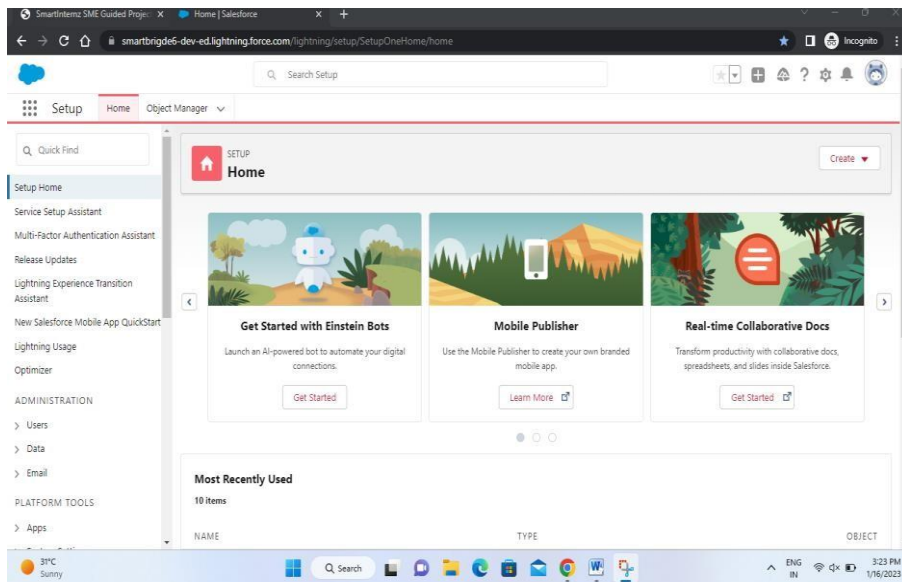 SmartInternz SME Guided Projec
Home | Salesforce
smartbrigde6-dev-ed.lightning.force.com/lightning/setup/SetupOneHome/home
Incognito
Search Setup
Setup
Home
Object Manager
Quick Find
Setup Home
Service Setup Assistant
Multi-Factor Authentication Assistant
Release Updates
Lightning Experience Transition
Assistant
New Salesforce Mobile App QuickStart
Lightning Usage
Optimizer
ADMINISTRATION
Users
Data
Email
PLATFORM TOOLS
Apps
SETUP
Home
Create
Get Started with Einstein Bots
Launch an AI-powered bot to automate your digital
connections.
Get Started
Mobile Publisher
Use the Mobile Publisher to create your own branded
mobile app.
Learn More
Real-time Collaborative Docs
Transform productivity with collaborative docs,
spreadsheets, and slides inside Salesforce.
Get Started
Most Recently Used
10 items
NAME TYPE OBJECT
31°C
Sunny
Search
ENG
IN
3:23 PM
1/16/2023